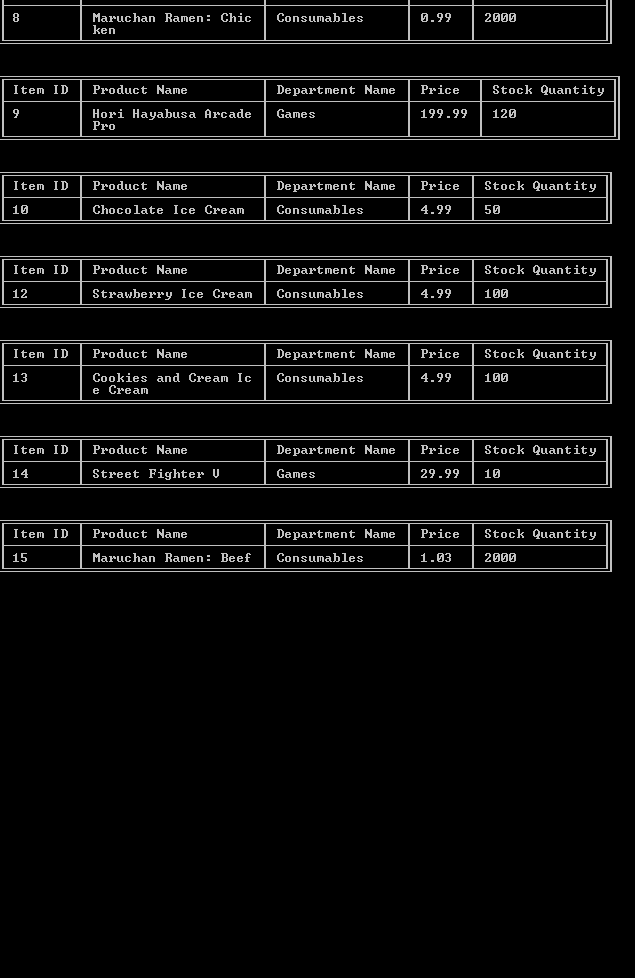 8 Maruchan Ramen: Chic Consumables 0.99 2000
ken
Item ID Product Name Department Name Price Stock Quantity
9 Hori Hayabusa Arcade Games 199.99 120
Pro
Item ID Product Name Department Name Price Stock Quantity
10 Chocolate Ice Cream Consumables 4.99 50
Item ID Product Name Department Name Price Stock Quantity
12 Strawberry Ice Cream Consumables 4.99 100
Item ID Product Name Department Name Price Stock Quantity
13 Cookies and Cream Ic Consumables 4.99 100
e Cream
Item ID Product Name Department Name Price Stock Quantity
14 Street Fighter V Games 29.99 10
Item ID Product Name Department Name Price Stock Quantity
15 Maruchan Ramen: Beef Consumables 1.03 2000